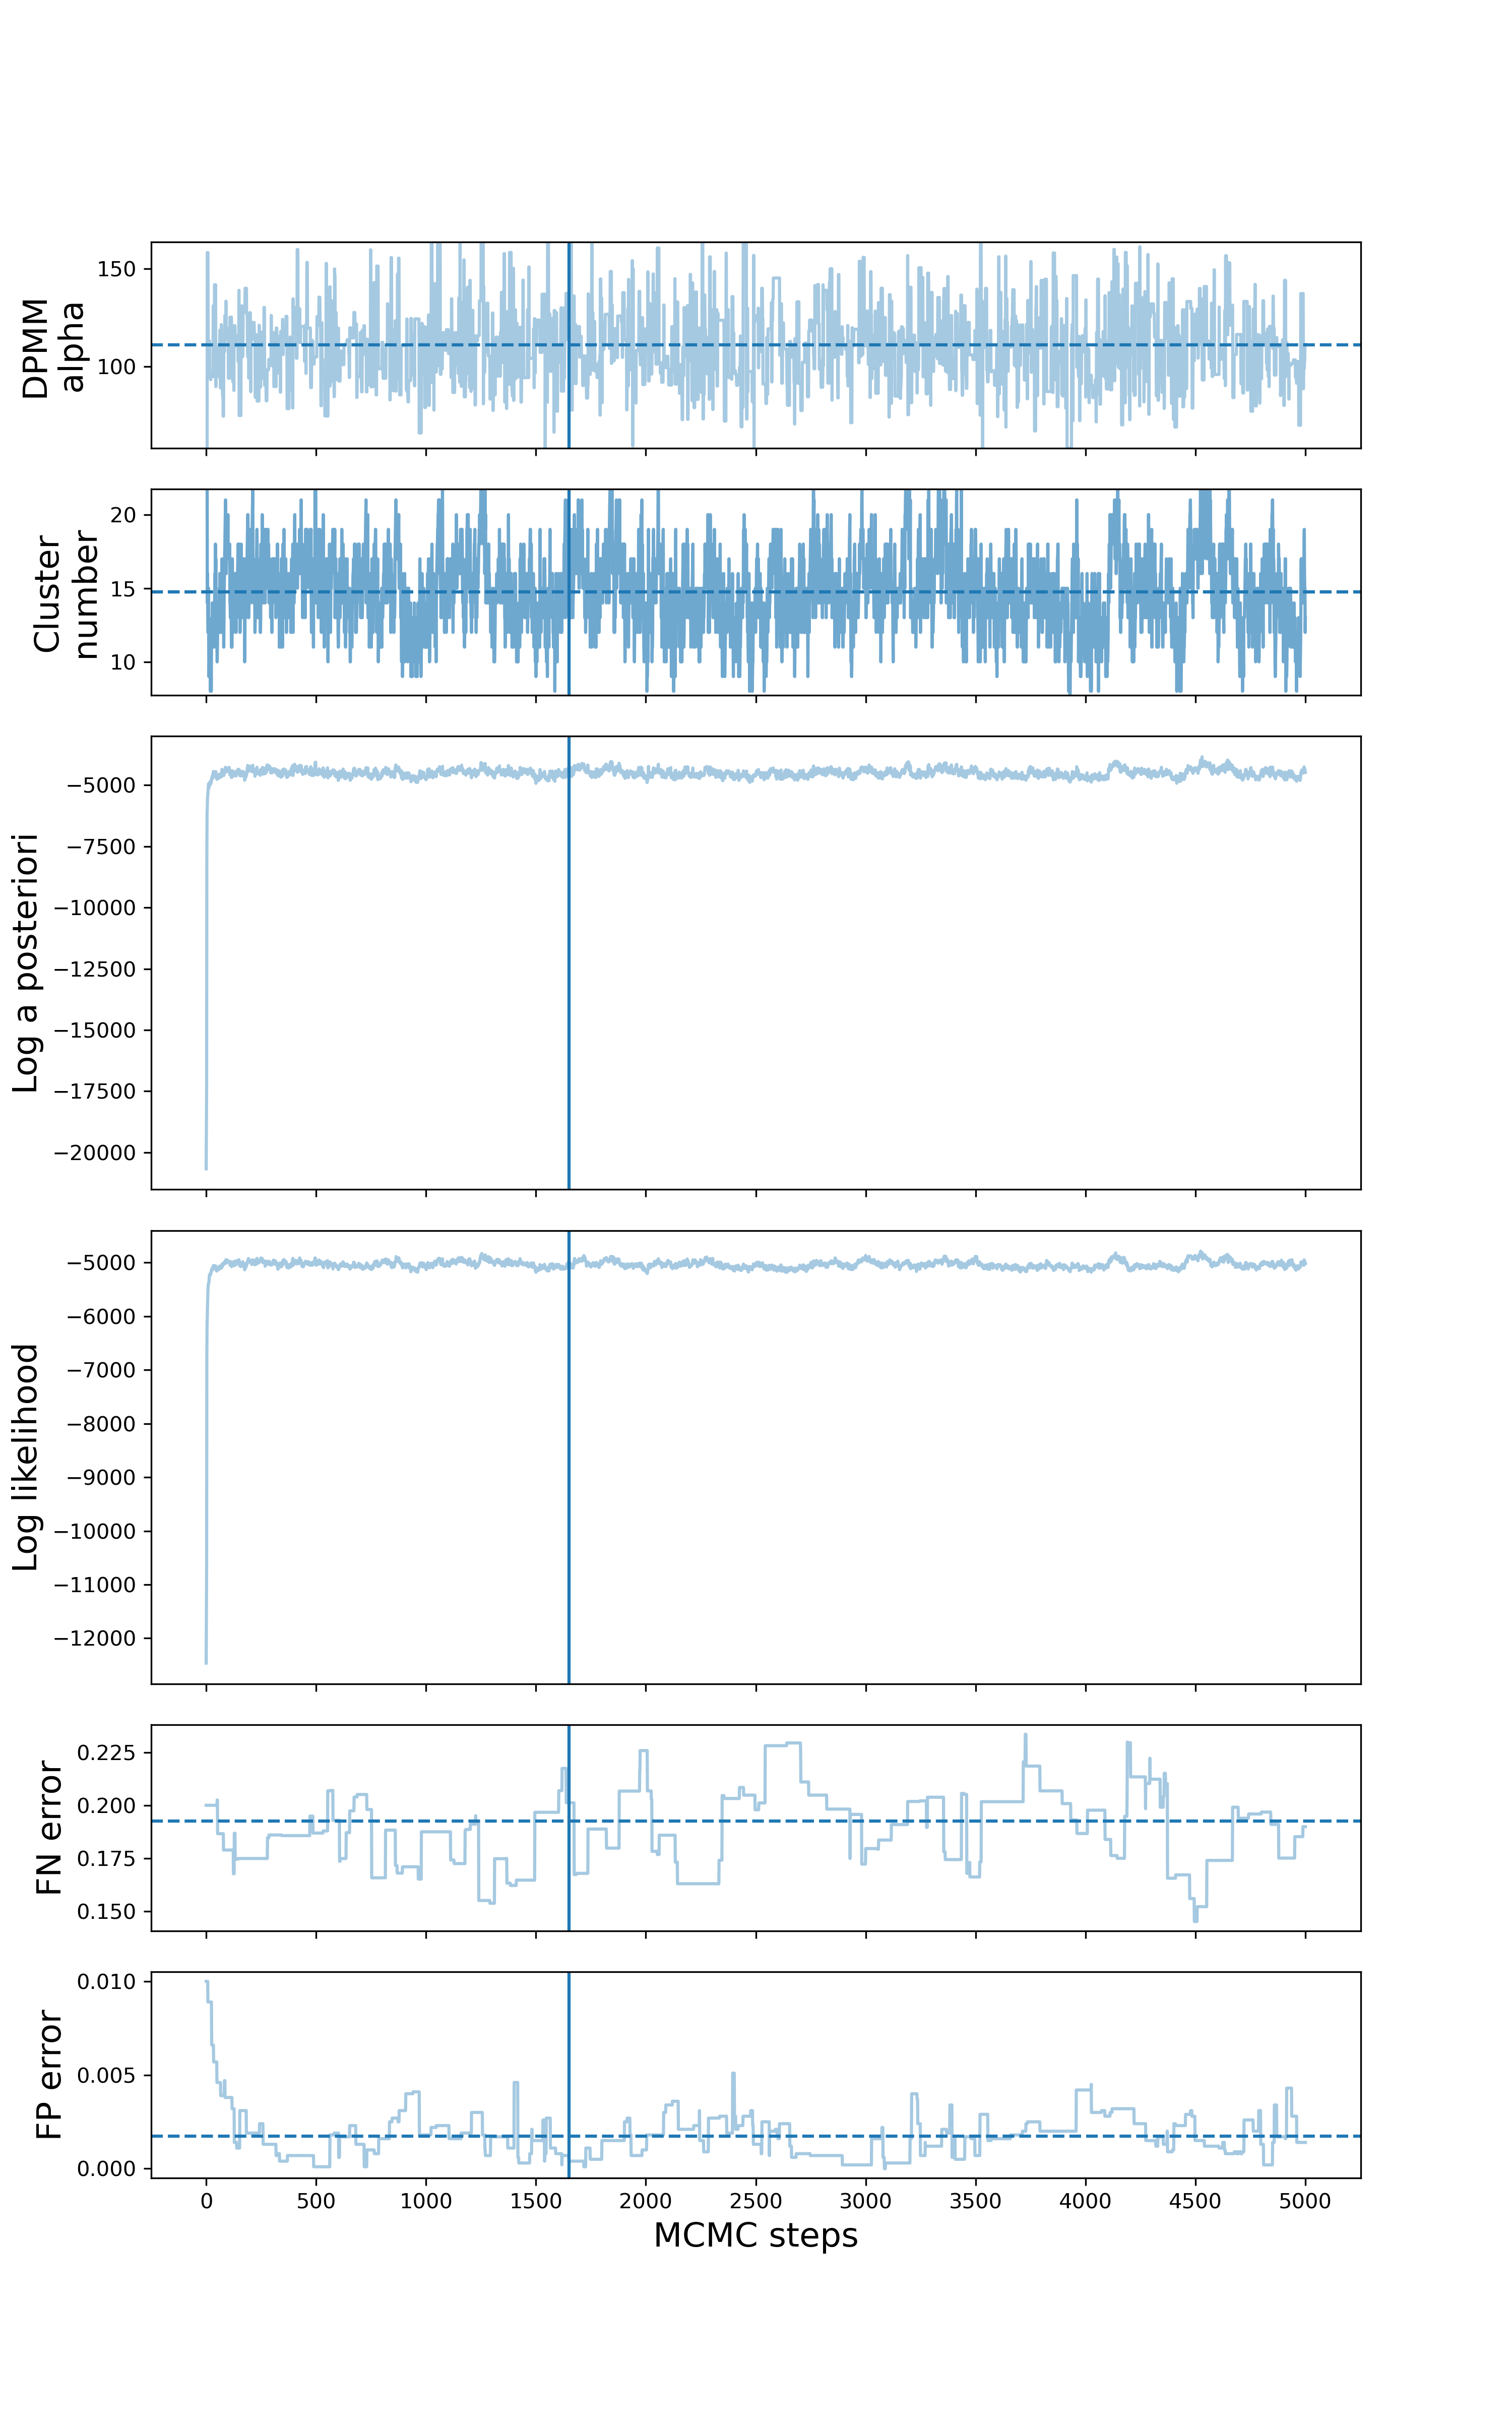 DPMM
alpha
150
100
Cluster
number
20
15
10
Log a posteriori
−5000
−7500
−10000
−12500
−15000
−17500
−20000
Log likelihood
−5000
−6000
−7000
−8000
−9000
−10000
−11000
−12000
FN error
0.225
0.200
0.175
0.150
FP error
0.010
0.005
0.000
0 500 1000 1500 2000 2500 3000 3500 4000 4500 5000
MCMC steps